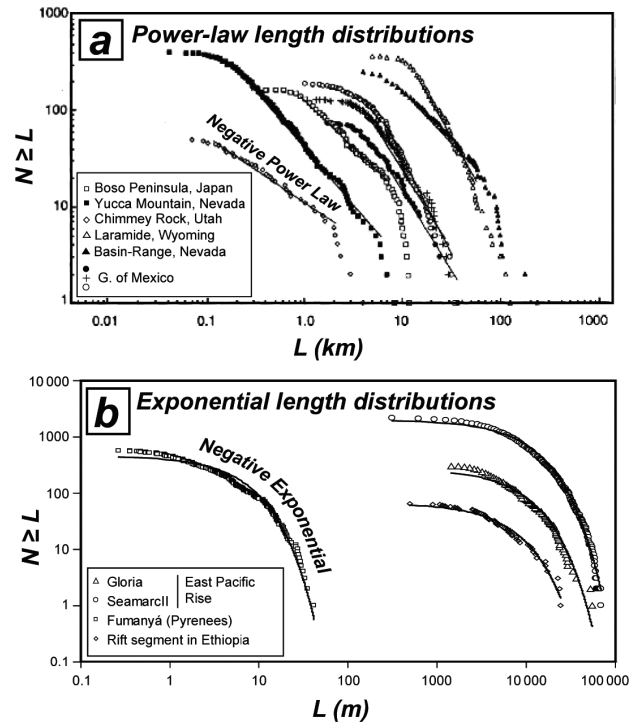 a Power-law length distributions
1000
100
10
1
N ≥ L
Negative Power Law
Boso Peninsula, Japan
Yucca Mountain, Nevada
Chimmey Rock, Utah
Laramide, Wyoming
Basin-Range, Nevada
G. of Mexico
0.01 0.1 1 10 100 1000
L (km)
b Exponential length distributions
10 000
1000
100
10
1
0.1
N ≥ L
Negative Exponential
Gloria
SeamarcII
East Pacific
Rise
Fumanyá (Pyrenees)
Rift segment in Ethiopia
0.1 1 10 100 1000 10 000 100 000
L (m)